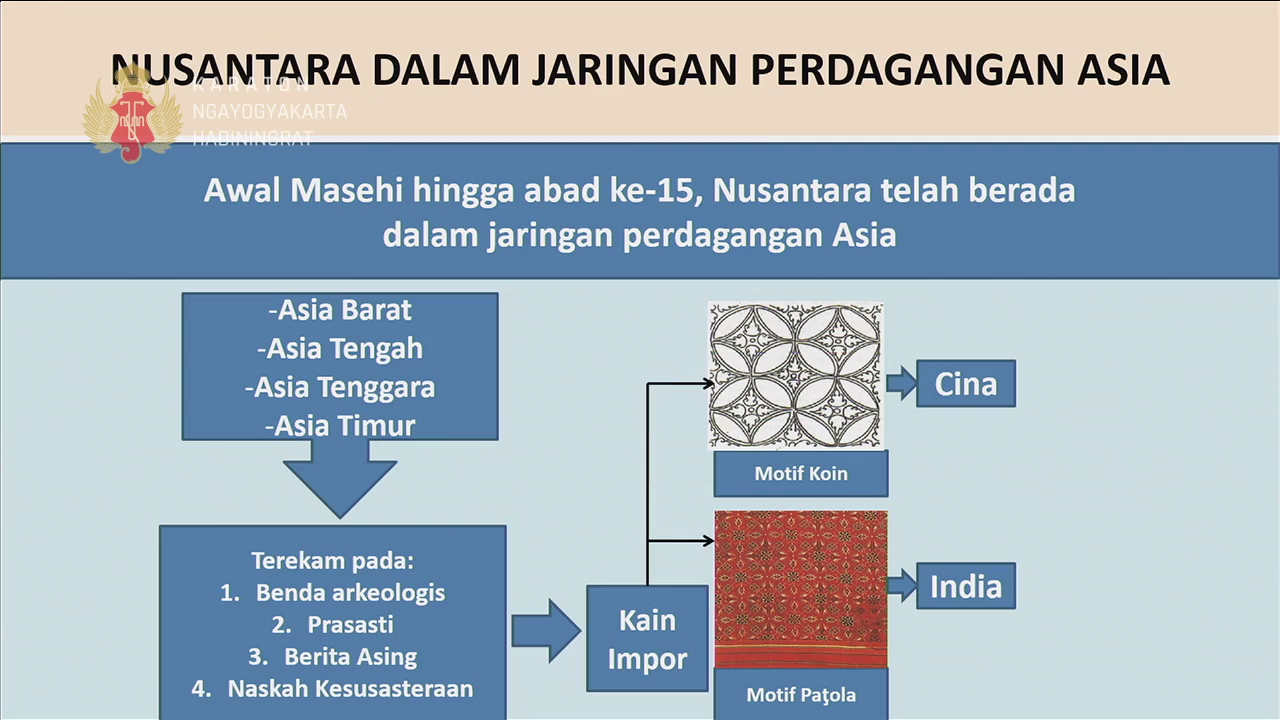 NUSANTARA DALAM JARINGAN PERDAGANGAN ASIA
KARATON
NGAYOGYAKARTA
HADININGRAT
Awal Masehi hingga abad ke-15, Nusantara telah berada
dalam jaringan perdagangan Asia
-Asia Barat
-Asia Tengah
-Asia Tenggara
-Asia Timur
Terekam pada:
1. Benda arkeologis
2. Prasasti
3. Berita Asing
4. Naskah Kesusasteraan
Kain
Impor
Motif Koin
Cina
Motif Paţola
India